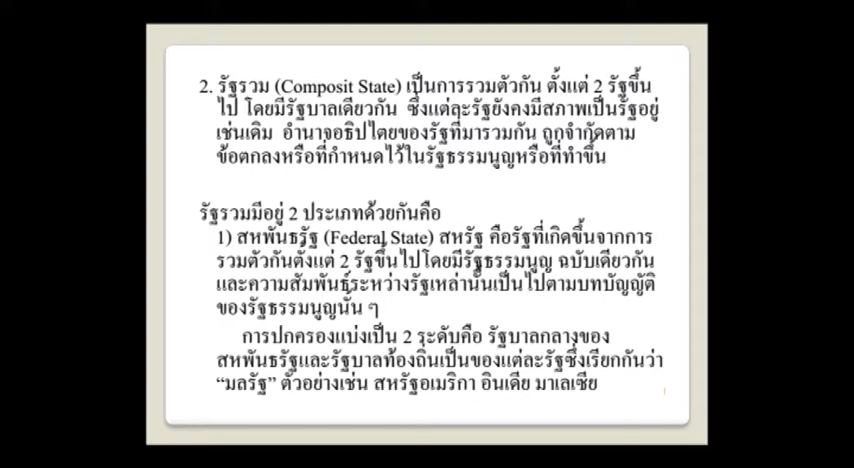 2. รัฐรวม (Composit State) เป็นการรวมตัวกัน ตั้งแต่ 2 รัฐขึ้น
ไป โดยมีรัฐบาลเดียวกัน ซึ่งแต่ละรัฐยังคงมีสภาพเป็นรัฐอยู่
เช่นเดิม อำนาจอธิปไตยของรัฐที่มารวมกัน ถูกจำกัดตาม
ข้อตกลงหรือที่กำหนดไว้ในรัฐธรรมนูญหรือที่ทำขึ้น
รัฐรวมมีอยู่ 2 ประเภทด้วยกันคือ
1) สหพันธรัฐ (Federal State) สหรัฐ คือรัฐที่เกิดขึ้นจากการ
รวมตัวกันตั้งแต่ 2 รัฐขึ้นไปโดยมีรัฐธรรมนูญ ฉบับเดียวกัน
และความสัมพันธ์ระหว่างรัฐเหล่านั้นเป็นไปตามบทบัญญัติ
ของรัฐธรรมนูญนั้น ๆ
การปกครองแบ่งเป็น 2 ระดับคือ รัฐบาลกลางของ
สหพันธรัฐและรัฐบาลท้องถิ่นเป็นของแต่ละรัฐซึ่งเรียกกันว่า
“มลรัฐ” ตัวอย่างเช่น สหรัฐอเมริกา อินเดีย มาเลเซีย